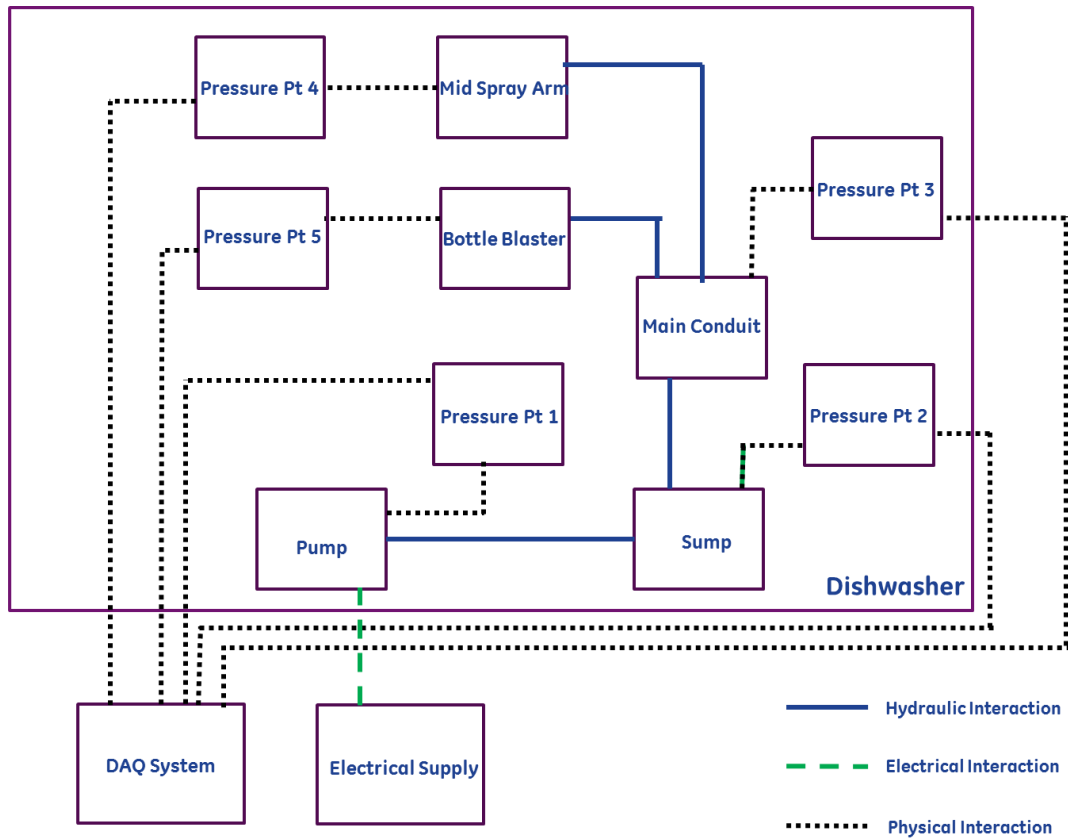 Pressure Pt 4
Mid Spray Arm
Pressure Pt 3
Pressure Pt 5
Bottle Blaster
Main Conduit
Pressure Pt 1
Pressure Pt 2
Pump
Sump
Dishwasher
DAQ System
Electrical Supply
Hydraulic Interaction
Electrical Interaction
Physical Interaction